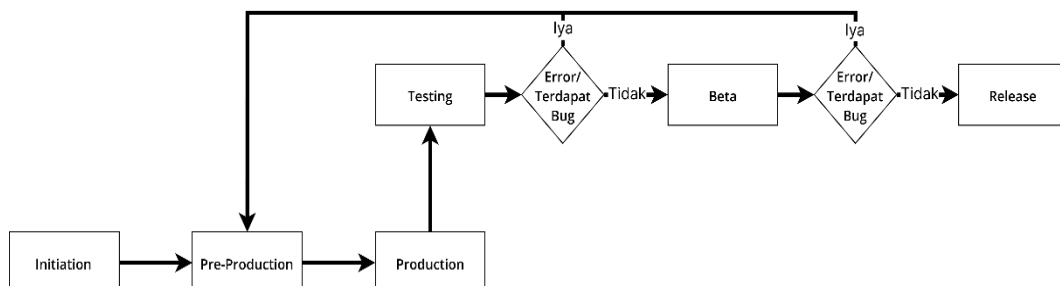 Iya
Iya
Testing
Error/
Terdapat
Bug
Tidak
Beta
Error/
Terdapat
Bug
Tidak
Release
Initiation
Pre-Production
Production